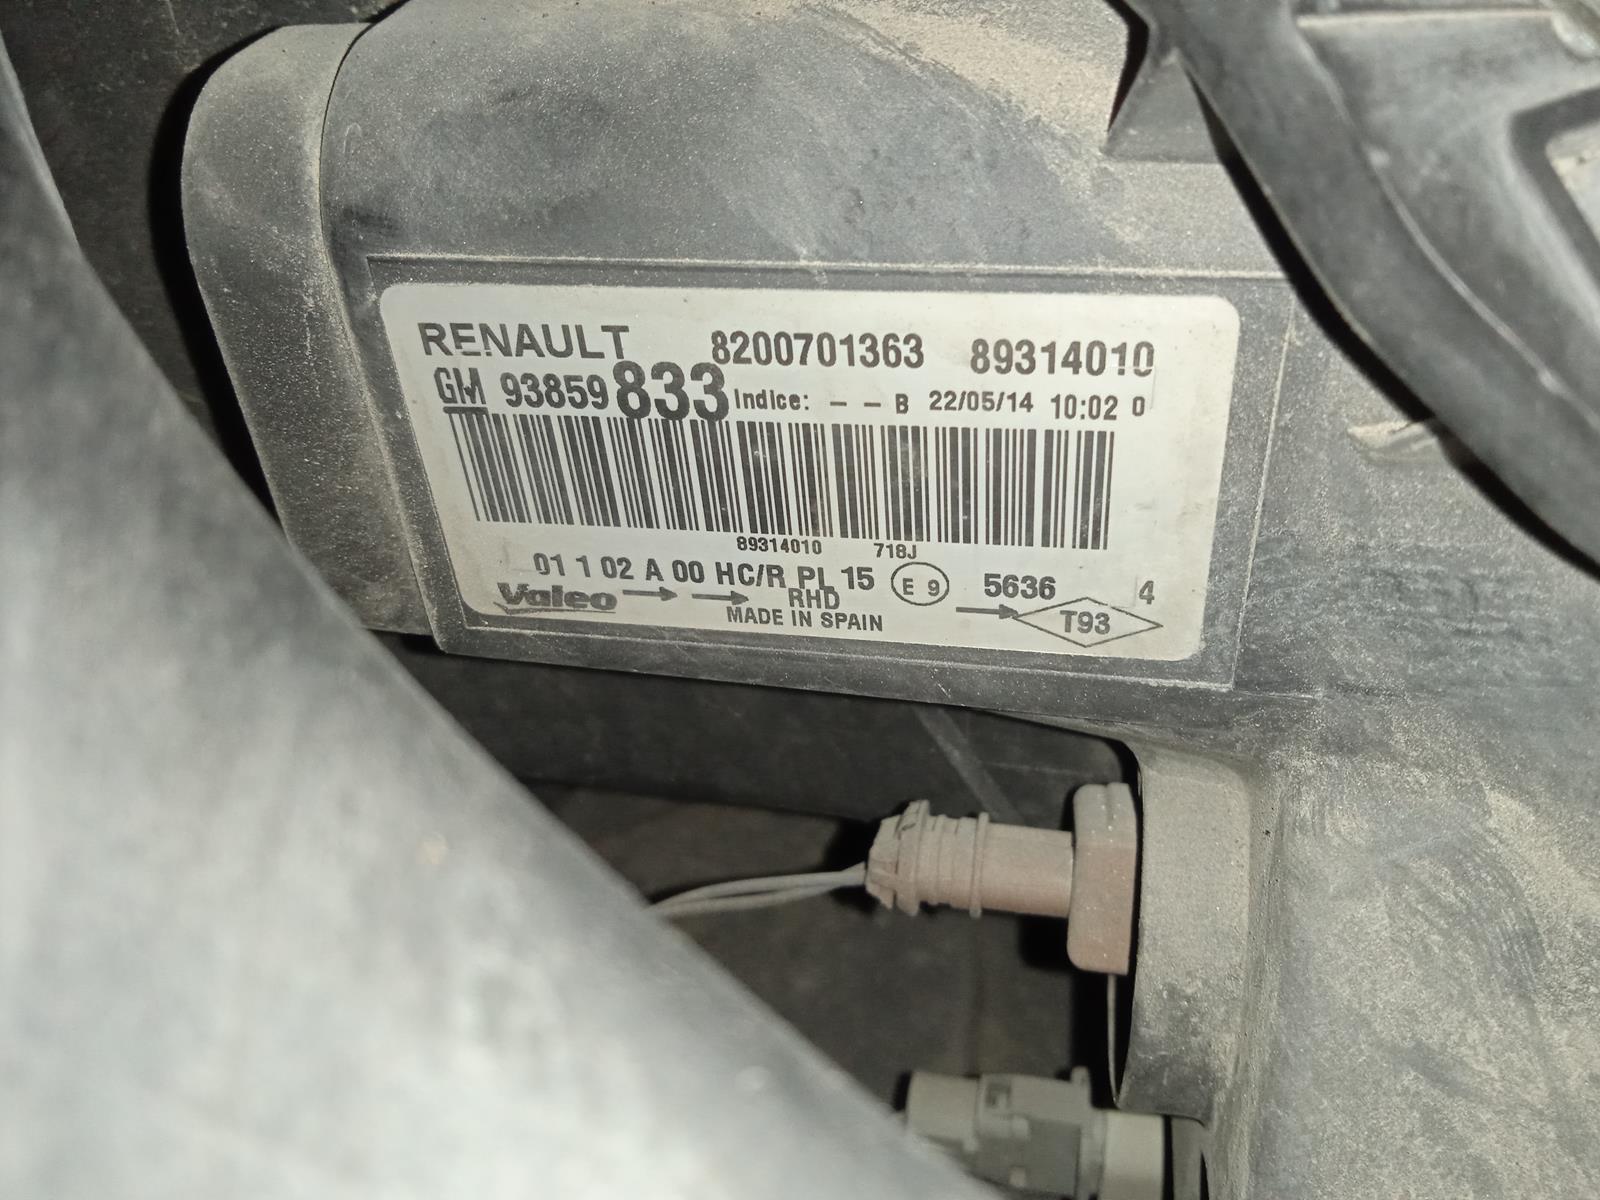 RENAULT 8200701363 89314010
GM 93859833 Indice: - - B 22/05/14 10:02 0
89314010 718J
01 1 02 A 00 HC/R PL 15 E 9 5636 4
Valeo RHD T93
MADE IN SPAIN